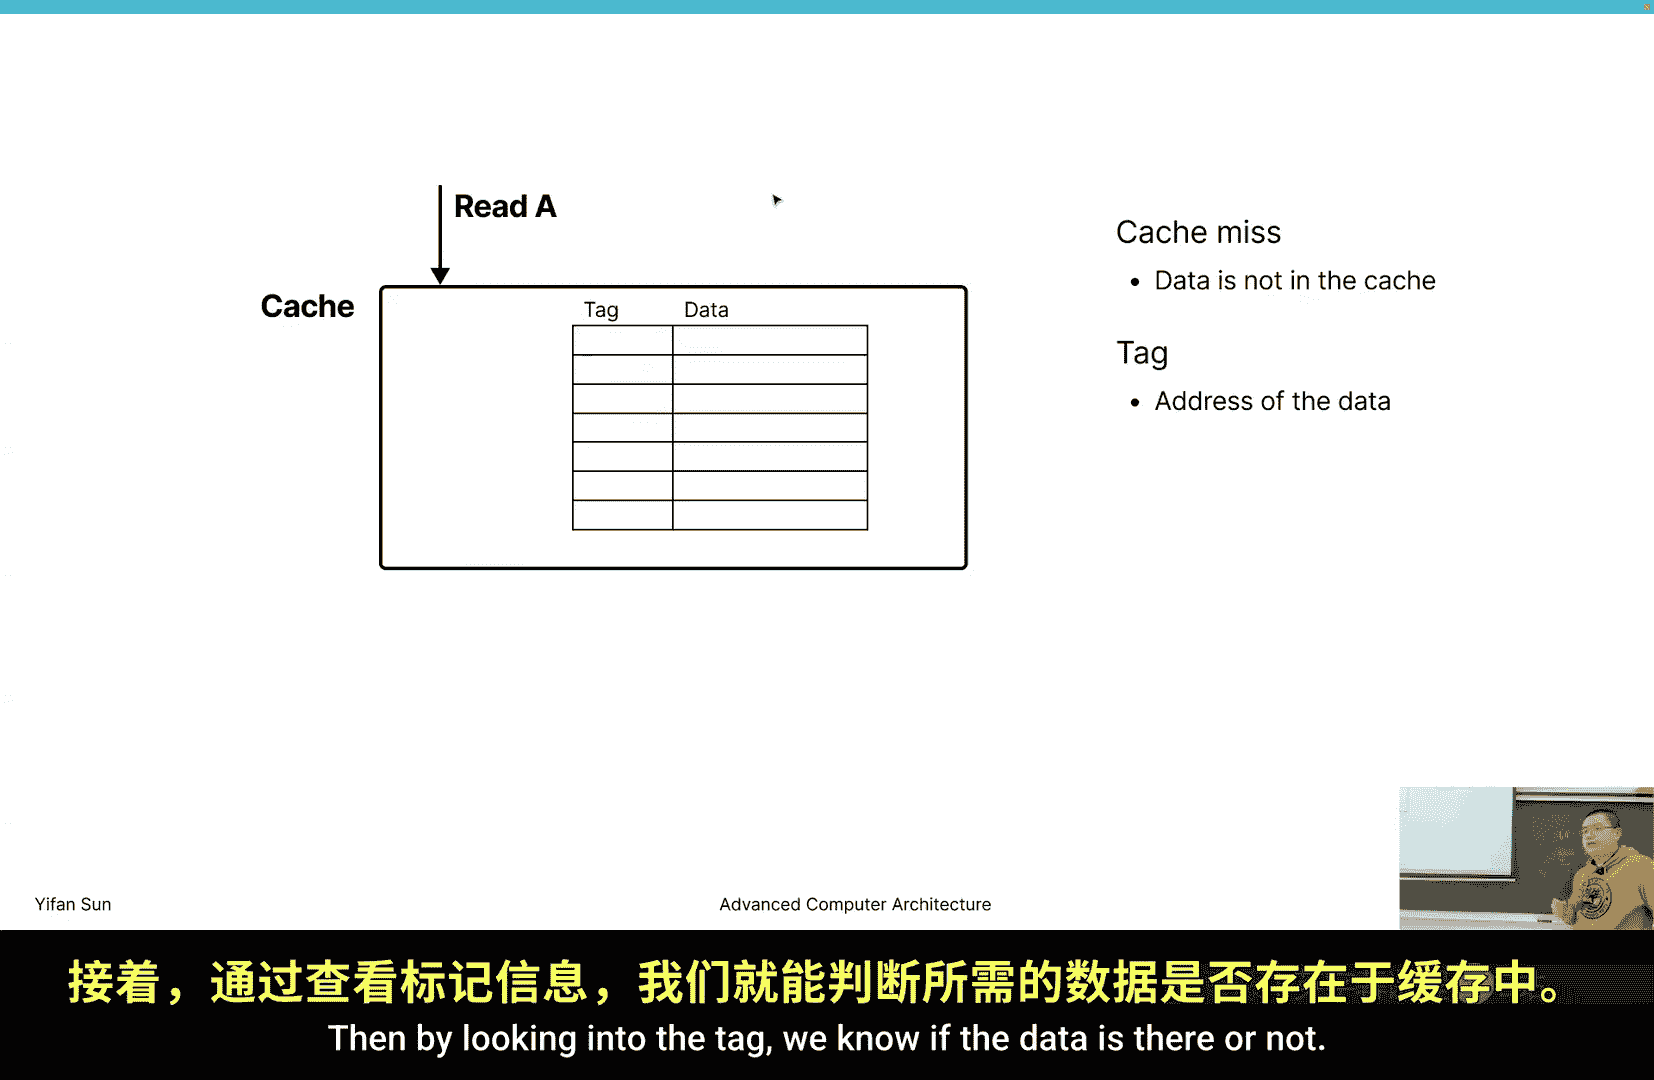 Read A
Cache
Tag Data
Cache miss
• Data is not in the cache
Tag
• Address of the data
Yifan Sun
Advanced Computer Architecture
接着，通过查看标记信息，我们就能判断所需的数据是否存在于缓存中。
Then by looking into the tag, we know if the data is there or not.